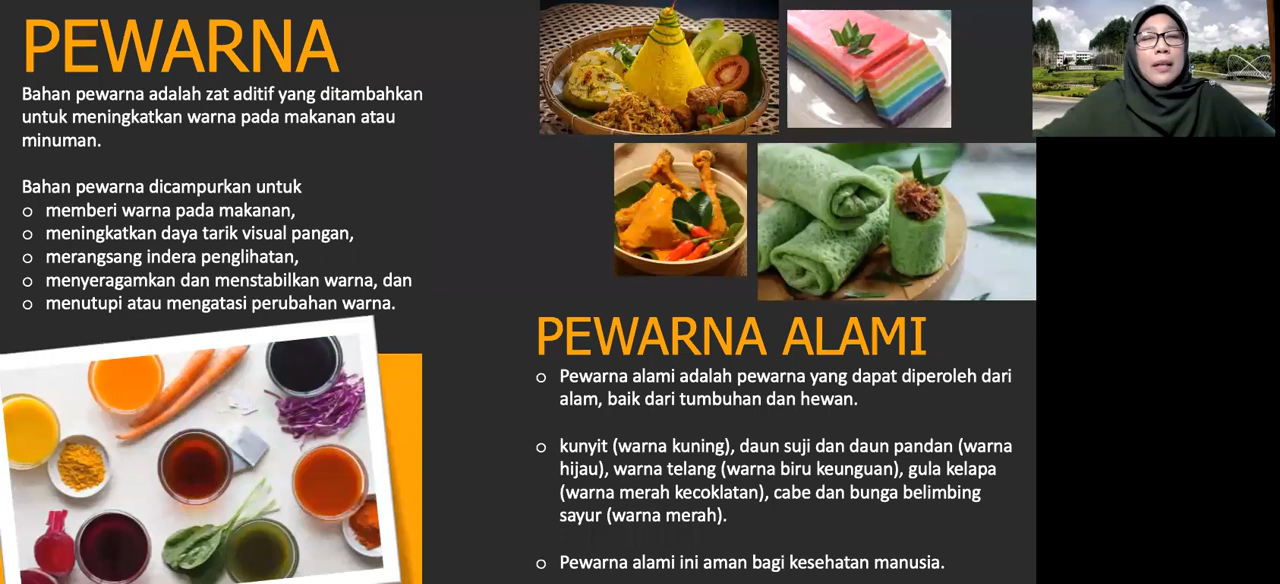 PEWARNA
Bahan pewarna adalah zat aditif yang ditambahkan
untuk meningkatkan warna pada makanan atau
minuman.
Bahan pewarna dicampurkan untuk
o memberi warna pada makanan,
o meningkatkan daya tarik visual pangan,
o merangsang indera penglihatan,
o menyeragamkan dan menstabilkan warna, dan
o menutupi atau mengatasi perubahan warna.
PEWARNA ALAMI
o Pewarna alami adalah pewarna yang dapat diperoleh dari
alam, baik dari tumbuhan dan hewan.
o kunyit (warna kuning), daun suji dan daun pandan (warna
hijau), warna telang (warna biru keunguan), gula kelapa
(warna merah kecoklatan), cabe dan bunga belimbing
sayur (warna merah).
o Pewarna alami ini aman bagi kesehatan manusia.